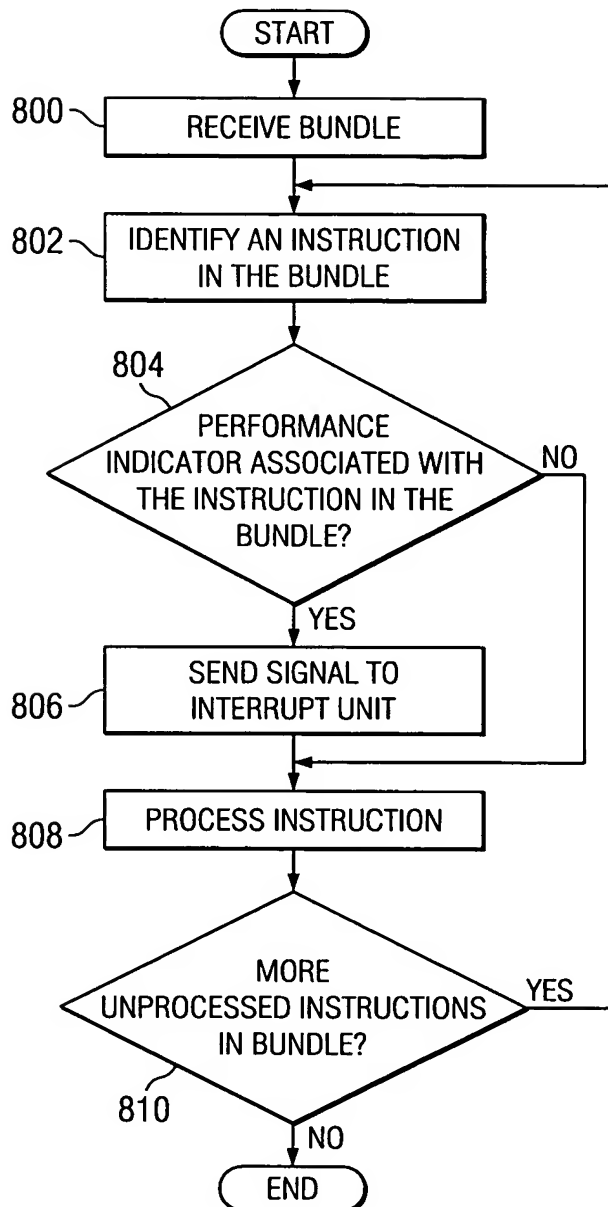 START
800
RECEIVE BUNDLE
802
IDENTIFY AN INSTRUCTION
IN THE BUNDLE
804
PERFORMANCE
INDICATOR ASSOCIATED WITH
THE INSTRUCTION IN THE
BUNDLE?
NO
YES
806
SEND SIGNAL TO
INTERRUPT UNIT
808
PROCESS INSTRUCTION
MORE
UNPROCESSED INSTRUCTIONS
IN BUNDLE?
YES
810
NO
END